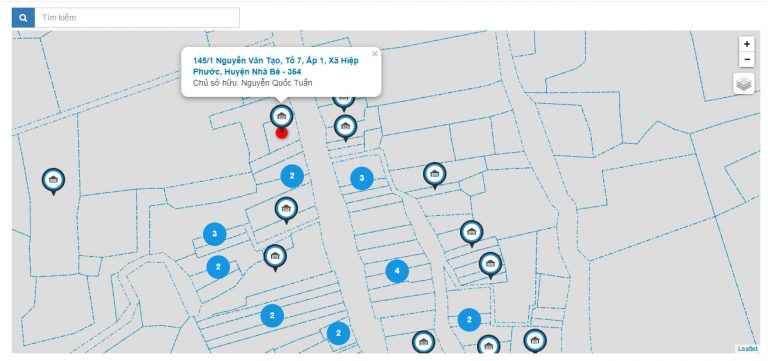 Tìm kiếm
145/1 Nguyễn Văn Tạo, Tổ 7, Ấp 1, Xã Hiệp
Phước, Huyện Nhà Bè - 364
Chủ sở hữu: Nguyễn Quốc Tuấn
×
+
−
2
3
3
2
4
2
2
2
Leaflet